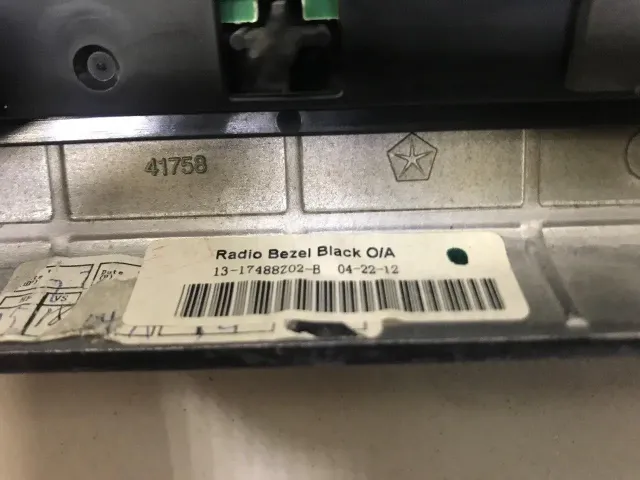 41758
Radio Bezel Black O/A
13-17488Z02-B 04-22-12